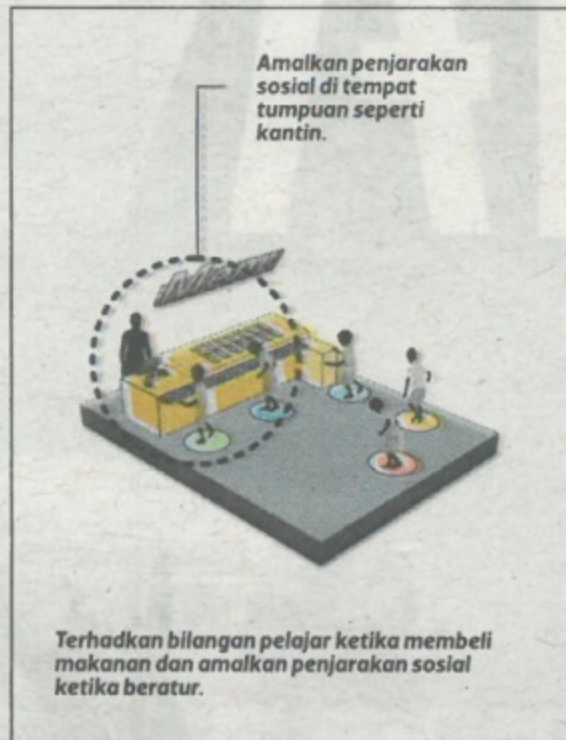 Amalkan penjarakan
sosial di tempat
tumpuan seperti
kantin.
Menu
Terhadkan bilangan pelajar ketika membeli
makanan dan amalkan penjarakan sosial
ketika beratur.